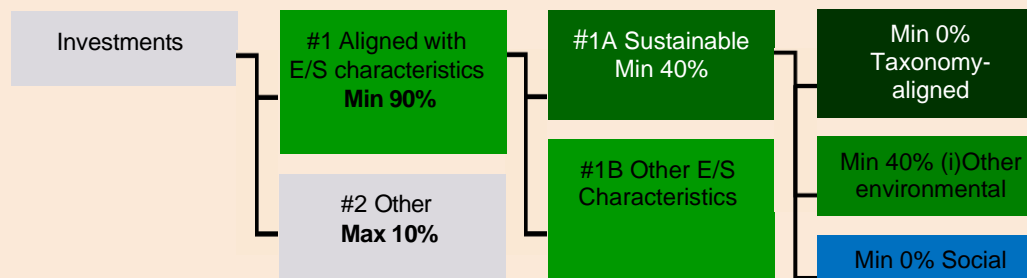 Investments
#1 Aligned with
E/S characteristics
Min 90%
#2 Other
Max 10%
#1A Sustainable
Min 40%
#1B Other E/S
Characteristics
Min 0%
Taxonomy-
aligned
Min 40% (i)Other
environmental
Min 0% Social